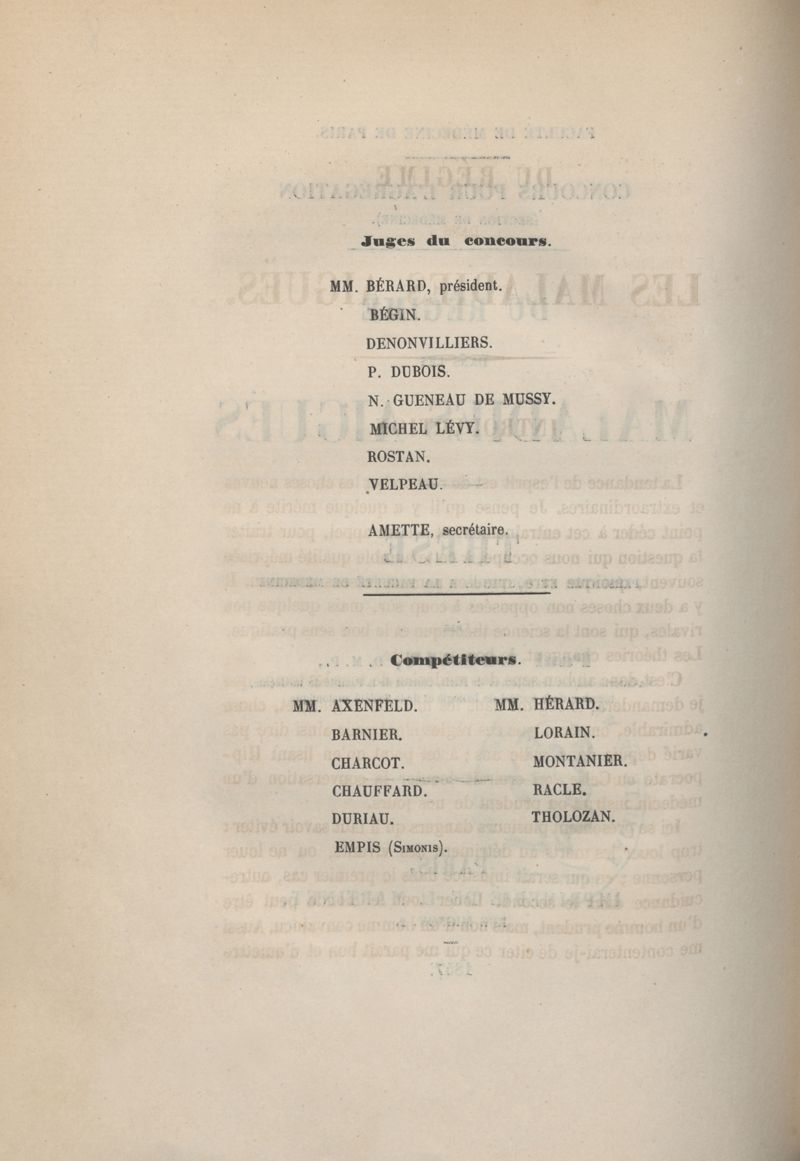 Juges du concours.
MM. BÉRARD, président.
BÉGIN.
DENONVILLIERS.
P. DUBOIS.
N. GUENEAU DE MUSSY.
MICHEL LÉVY.
ROSTAN.
VELPEAU.
AMETTE, secrétaire.
Compétiteurs.
MM. AXENFELD.
BARNIER.
CHARCOT.
CHAUFFARD.
DURIAU.
EMPIS (SIMONIS).
MM. HÉRARD.
LORAIN.
MONTANIER.
RACLE.
THOLOZAN.